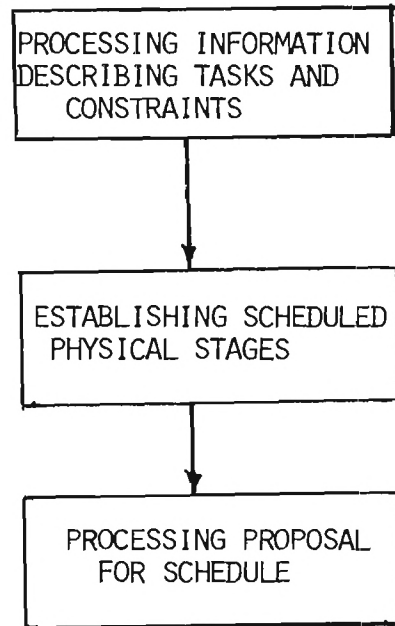 PROCESSING INFORMATION
DESCRIBING TASKS AND
CONSTRAINTS
ESTABLISHING SCHEDULED
PHYSICAL STAGES
PROCESSING PROPOSAL
FOR SCHEDULE